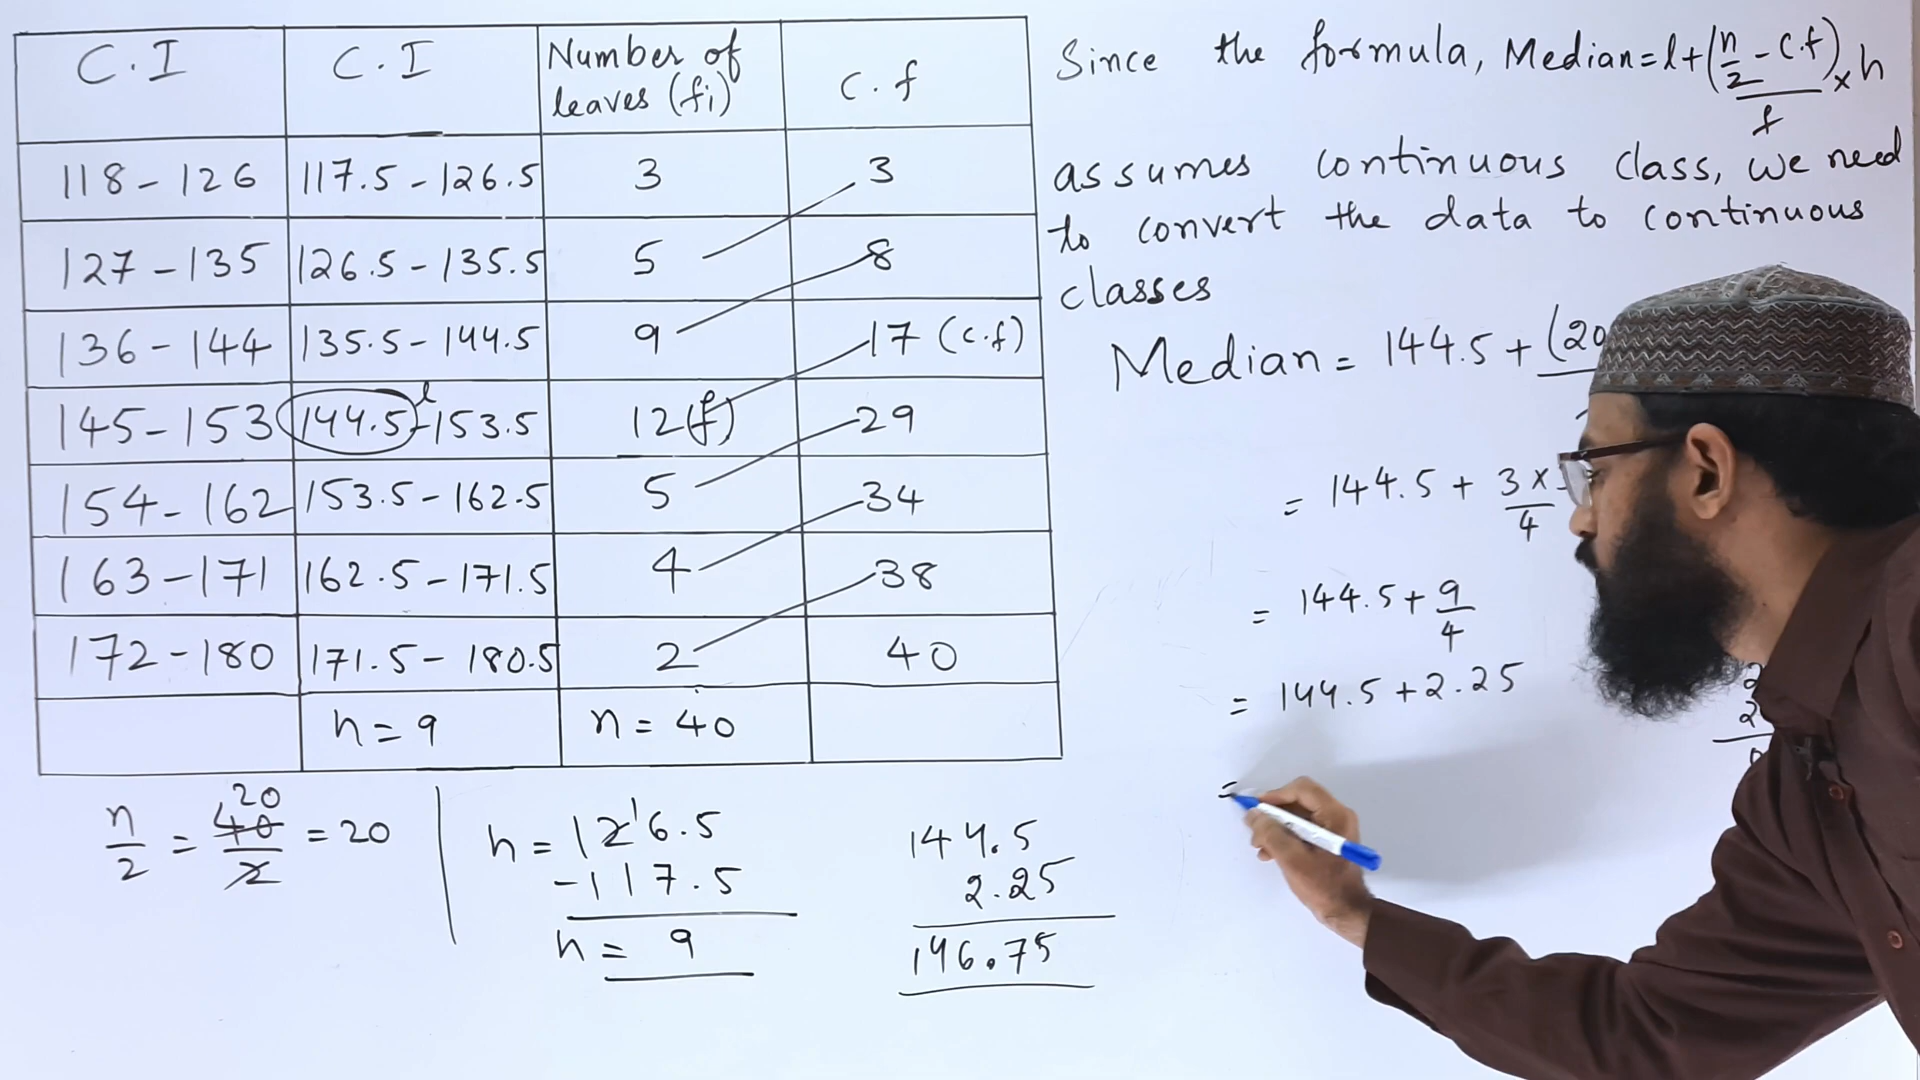 C.I C.I Number of leaves (fi) c.f
118 – 126 117.5 – 126.5 3 3
127 – 135 126.5 – 135.5 5 8
136 – 144 135.5 – 144.5 9 17 (c.f)
145 – 153 144.5 l – 153.5 12 (f) 29
154 – 162 153.5 – 162.5 5 34
163 – 171 162.5 – 171.5 4 38
172 – 180 171.5 – 180.5 2 40
h = 9 n = 40
n/2 = 40/2 = 20
20
h = 126.5
1
– 117.5
h = 9
144.5
2.25
146.75
Since the formula, Median = l + (n/2 – c.f)/f × h
assumes continuous class, we need
to convert the data to continuous
classes
Median = 144.5 + (20
= 144.5 + 3 ×
4
= 144.5 + 9/4
= 144.5 + 2.25
=